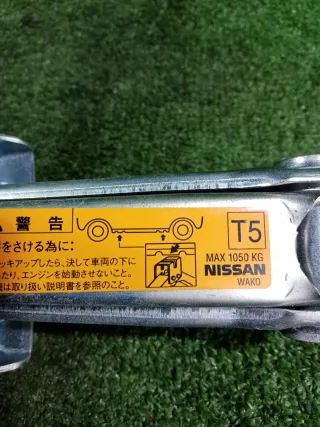 警告
をさける為に:
ッキアップしたら、決して車両の下に
たり、エンジンを始動させないこと。
は取り扱い説明書を参照のこと。
T5
MAX 1050 KG
NISSAN
WAKO